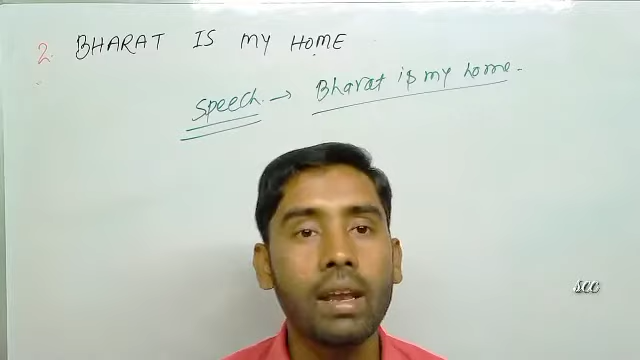 2. BHARAT IS MY HOME
Speech. → Bharat is my home.
scc